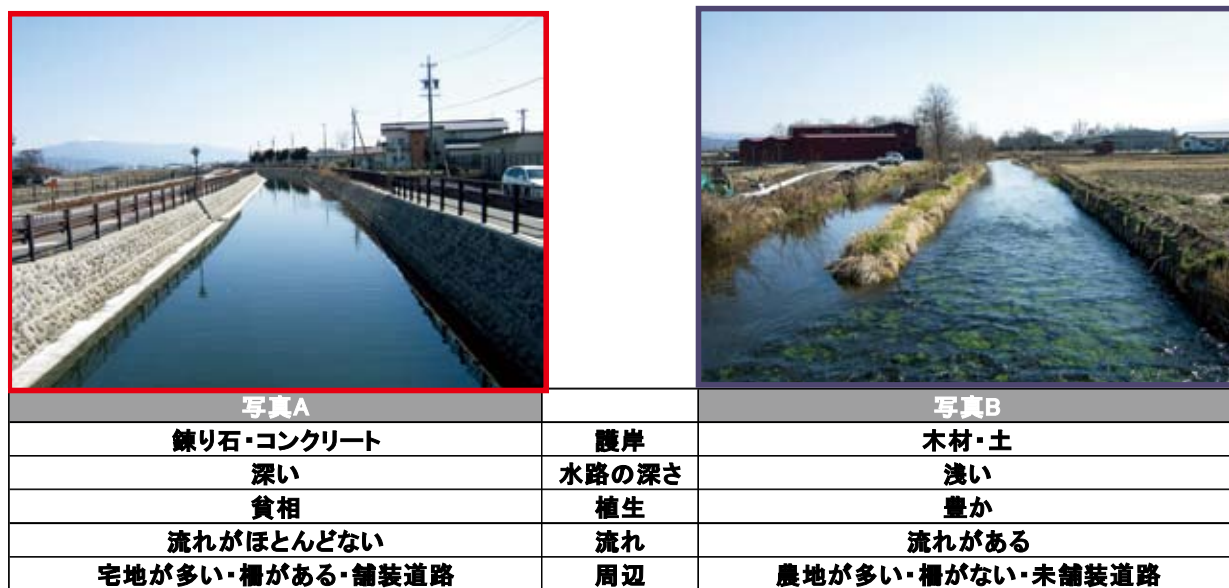 写真A 写真B
錬り石・コンクリート 護岸 木材・土
深い 水路の深さ 浅い
貧相 植生 豊か
流れがほとんどない 流れ 流れがある
宅地が多い・柵がある・舗装道路 周辺 農地が多い・柵がない・未舗装道路